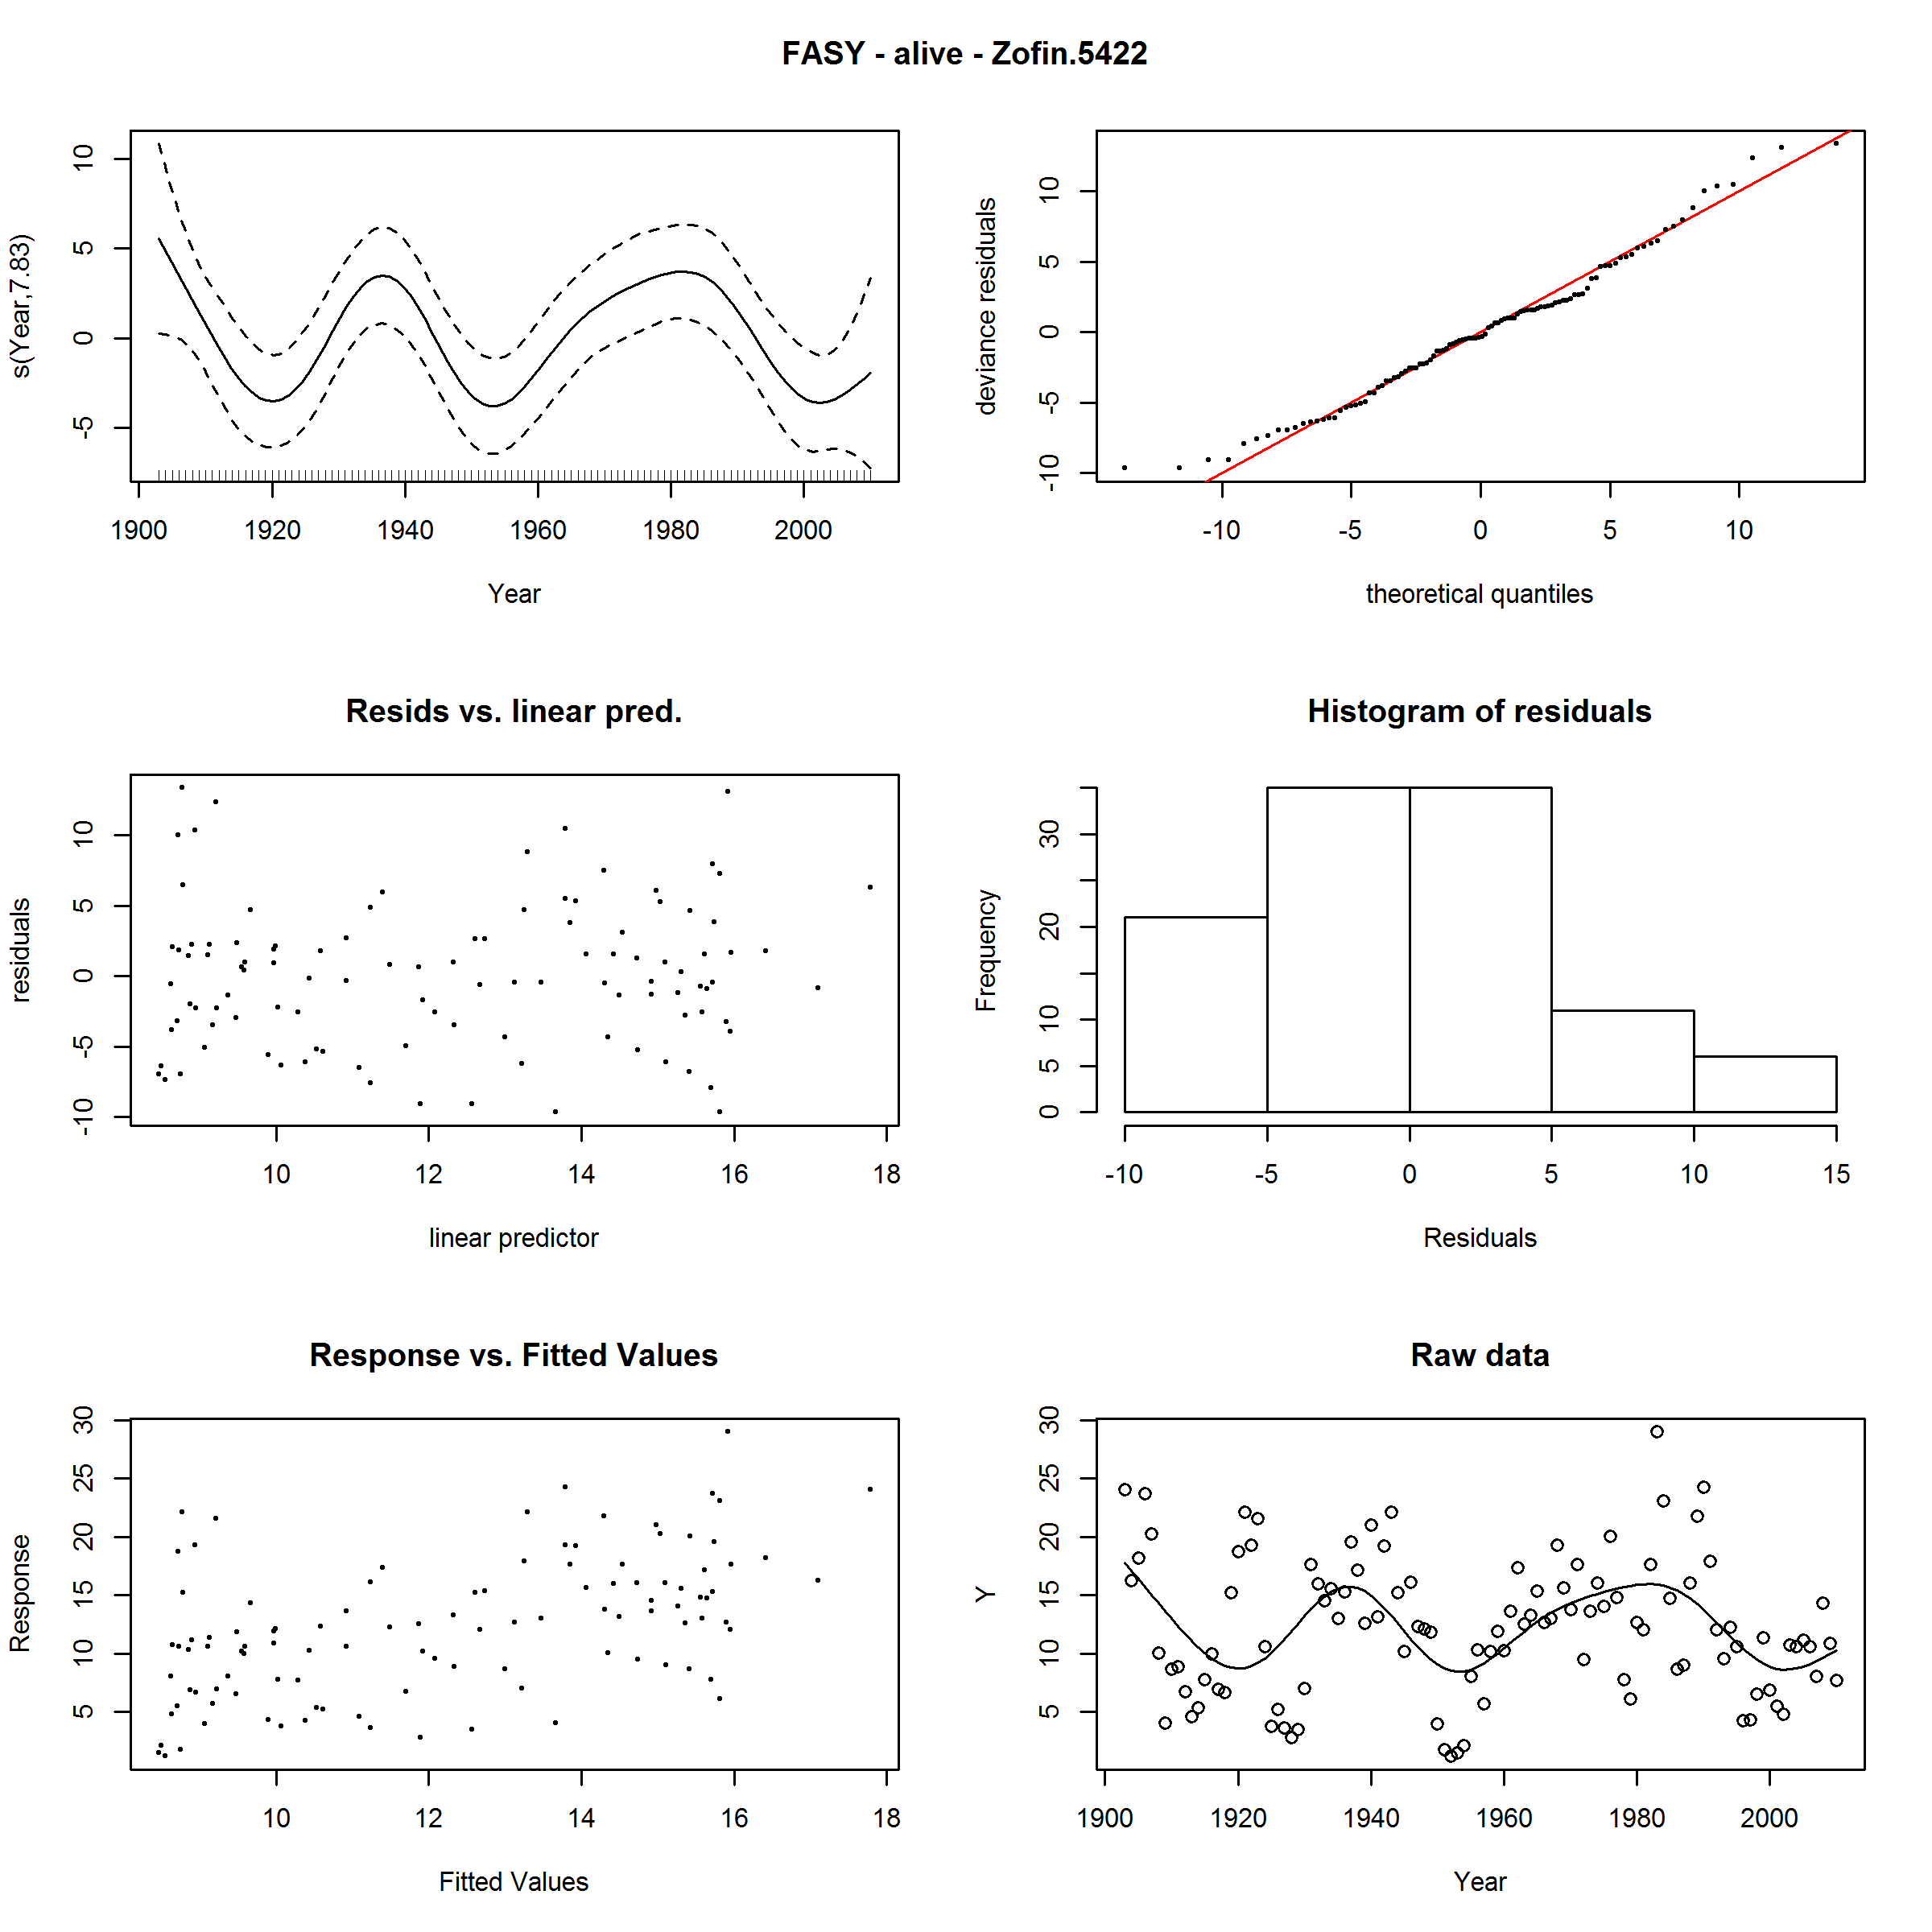 FASY - alive - Zofin.5422
s(Year,7.83)
10
5
0
-5
1900 1920 1940 1960 1980 2000
Year
deviance residuals
10
5
0
-5
-10
-10 -5 0 5 10
theoretical quantiles
Resids vs. linear pred.
residuals
10
5
0
-5
-10
10 12 14 16 18
linear predictor
Histogram of residuals
Frequency
30
20
10
5
0
-10 -5 0 5 10 15
Residuals
Response vs. Fitted Values
Response
30
25
20
15
10
5
10 12 14 16 18
Fitted Values
Raw data
Y
30
25
20
15
10
5
1900 1920 1940 1960 1980 2000
Year